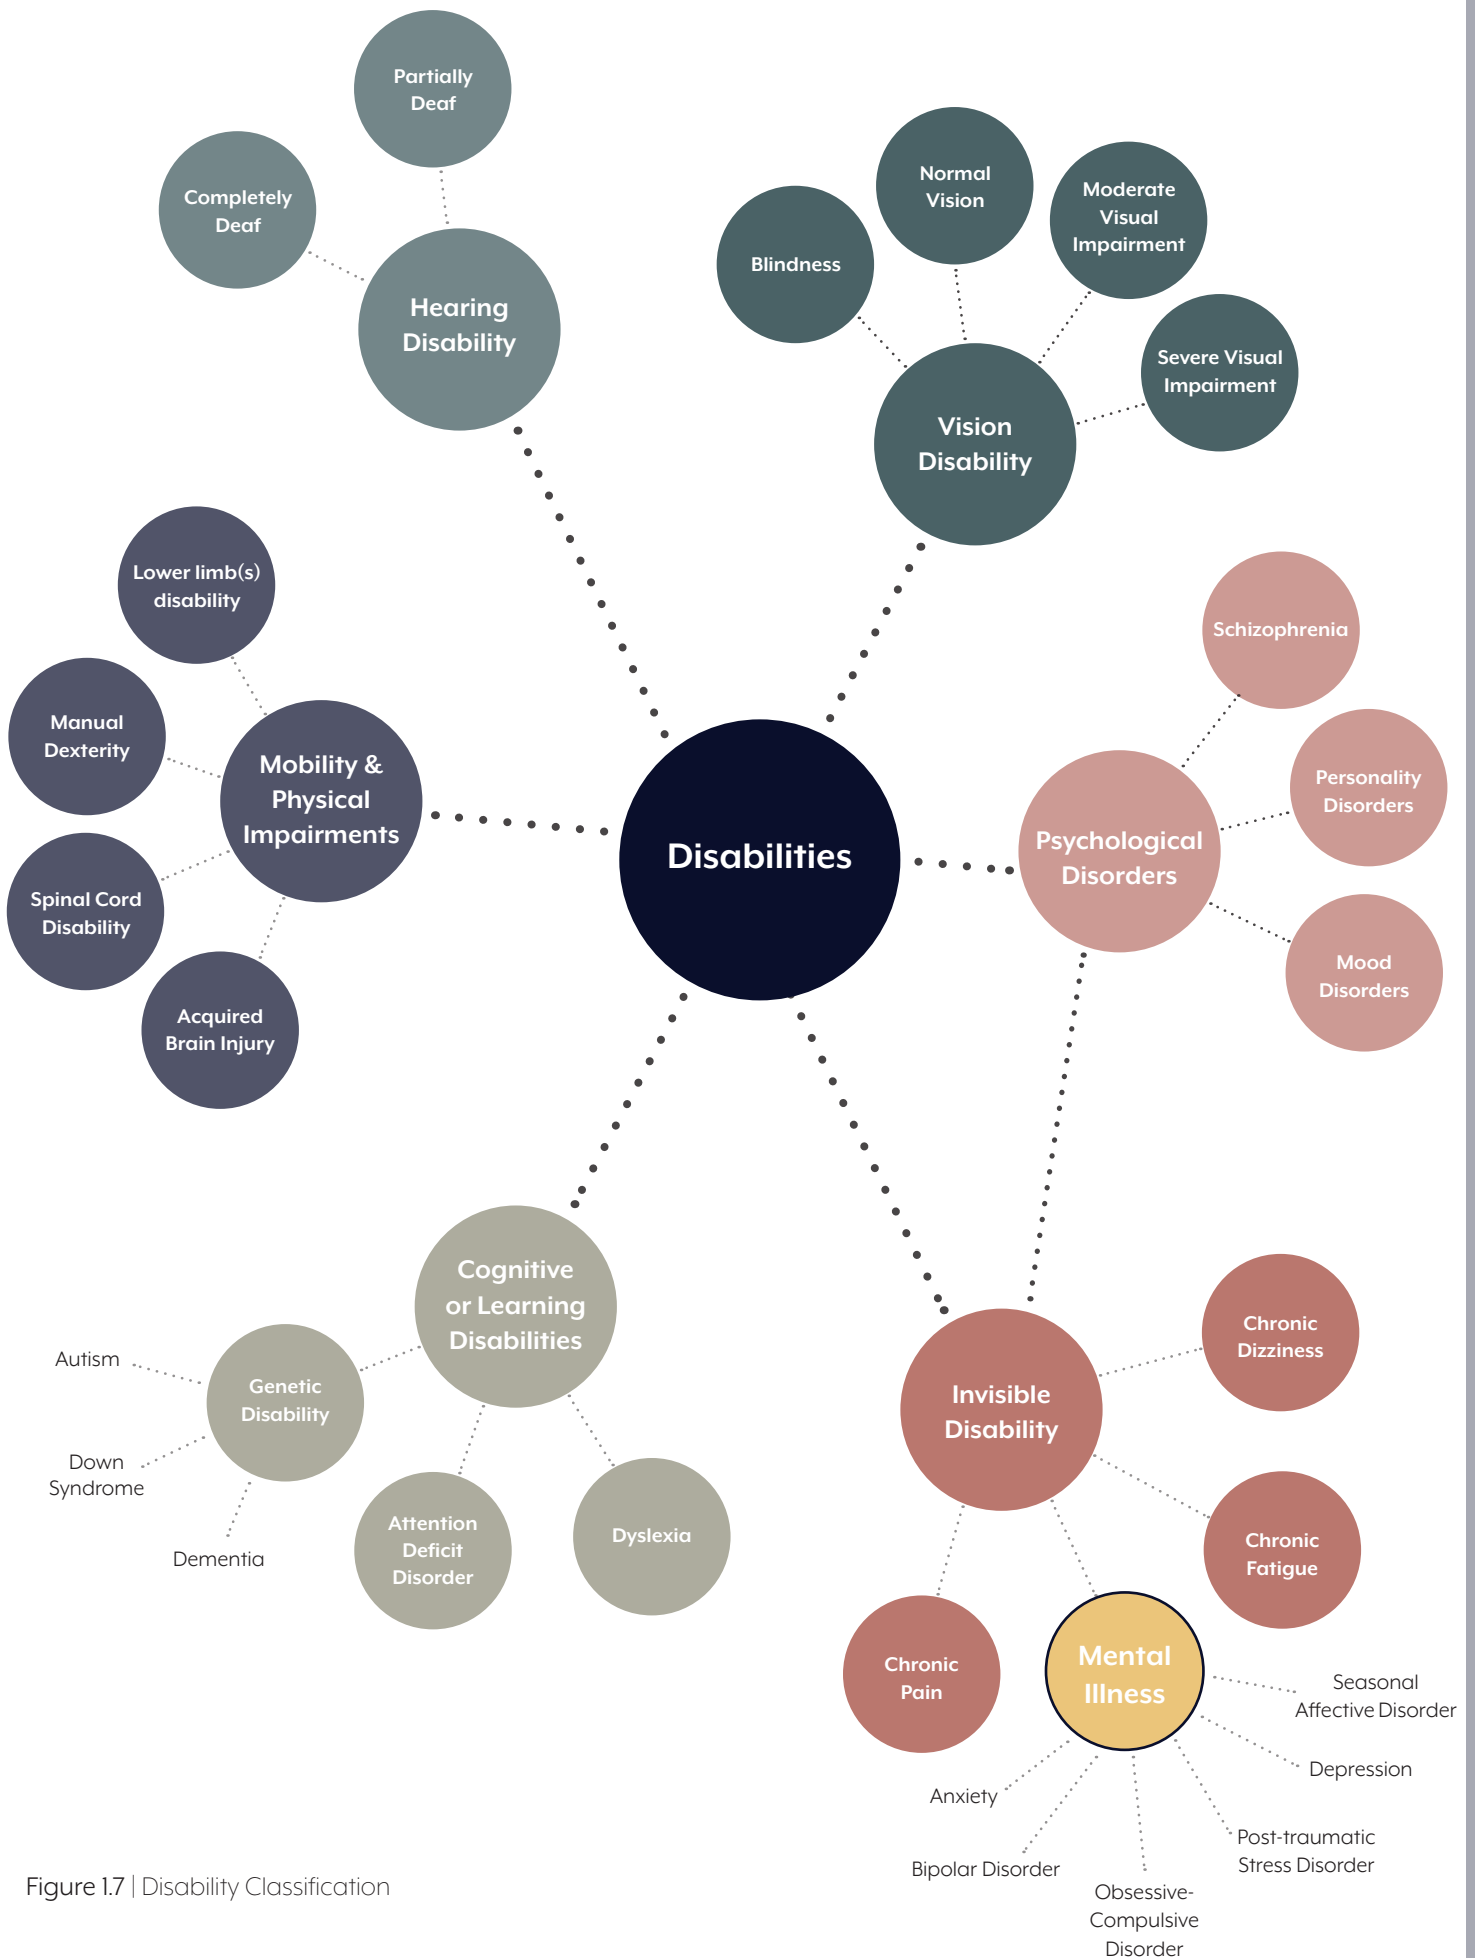 Partially
Deaf
Completely
Deaf
Hearing
Disability
Normal
Vision
Moderate
Visual
Impairment
Blindness
Severe Visual
Impairment
Vision
Disability
Lower limb(s)
disability
Manual
Dexterity
Mobility &
Physical
Impairments
Spinal Cord
Disability
Acquired
Brain Injury
Disabilities
Schizophrenia
Personality
Disorders
Psychological
Disorders
Mood
Disorders
Cognitive
or Learning
Disabilities
Autism
Genetic
Disability
Down
Syndrome
Dementia
Attention
Deficit
Disorder
Dyslexia
Invisible
Disability
Chronic
Dizziness
Chronic
Fatigue
Chronic
Pain
Mental
Illness
Seasonal
Affective Disorder
Depression
Anxiety
Post-traumatic
Stress Disorder
Bipolar Disorder
Obsessive-
Compulsive
Disorder
Figure 1.7 | Disability Classification